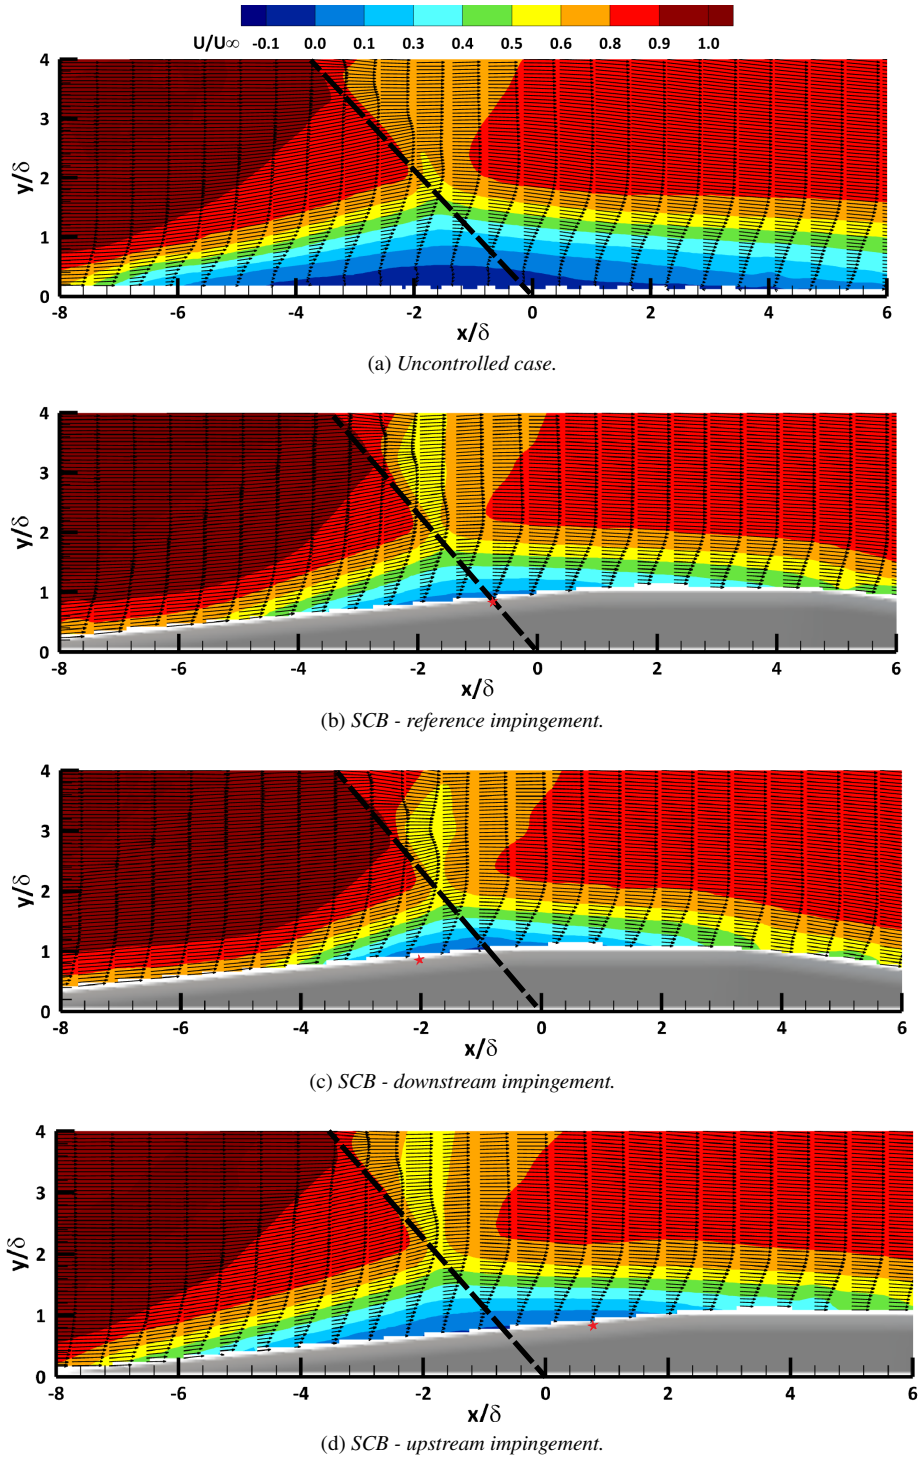 U/U∞ -0.1 0.0 0.1 0.3 0.4 0.5 0.6 0.8 0.9 1.0
4
3
y/δ
2
1
0
-8 -6 -4 -2 0 2 4 6
x/δ
(a) Uncontrolled case.
4
3
y/δ
2
1
0
-8 -6 -4 -2 0 2 4 6
x/δ
(b) SCB - reference impingement.
4
3
y/δ
2
1
0
-8 -6 -4 -2 0 2 4 6
x/δ
(c) SCB - downstream impingement.
4
3
y/δ
2
1
0
-8 -6 -4 -2 0 2 4 6
x/δ
(d) SCB - upstream impingement.